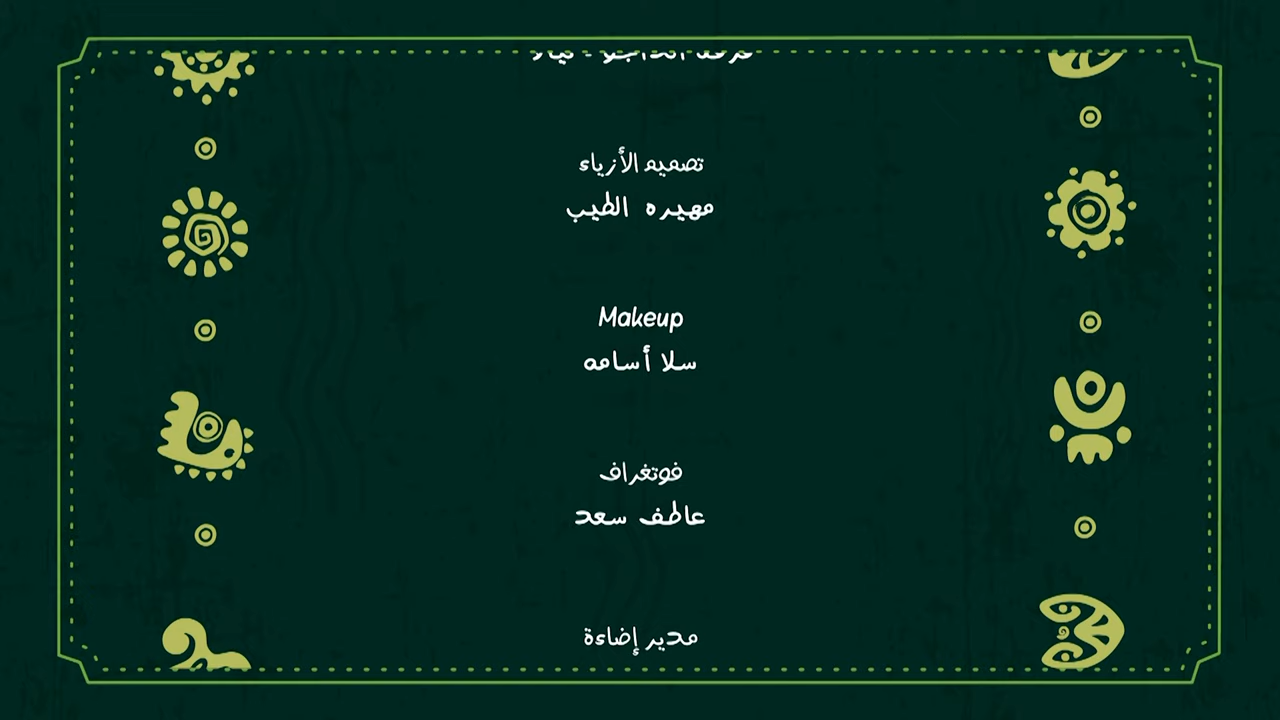 تصميم الأزياء
مهيره الطيب
Makeup
سلا أسامه
فوتغراف
عاطف سعد
مدير إضاءة